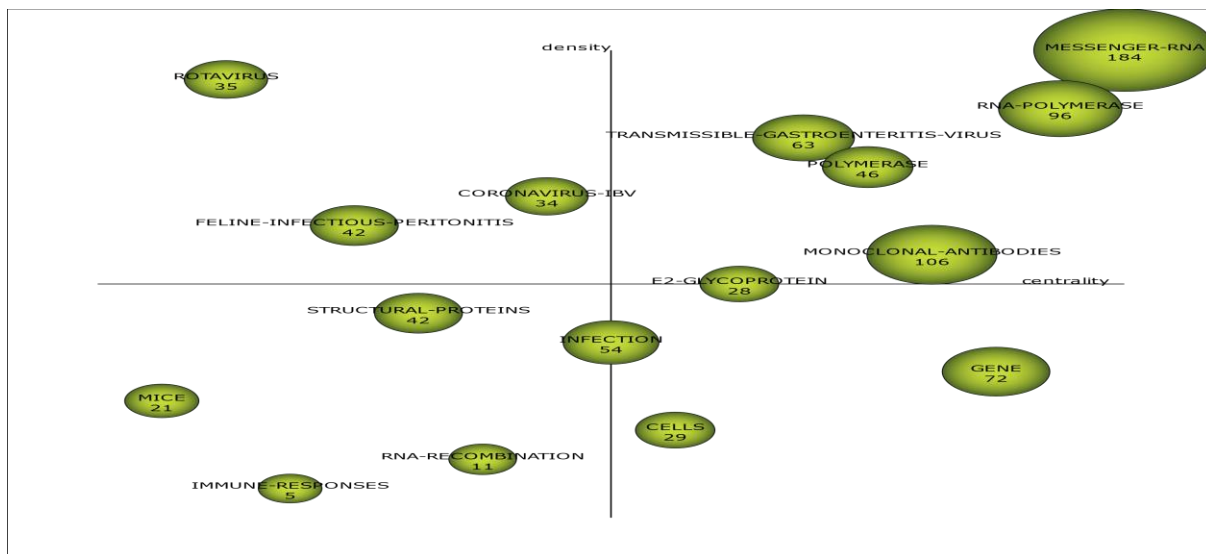 density
MESSENGER-RNA
184
ROTAVIRUS
35
RNA-POLYMERASE
96
TRANSMISSIBLE-GASTROENTERITIS-VIRUS
63
POLYMERASE
46
CORONAVIRUS-IBV
34
FELINE-INFECTIOUS-PERITONITIS
42
MONOCLONAL-ANTIBODIES
106
E2-GLYCOPROTEIN
28
centrality
STRUCTURAL-PROTEINS
42
INFECTION
54
GENE
72
MICE
21
CELLS
29
RNA-RECOMBINATION
11
IMMUNE-RESPONSES
5